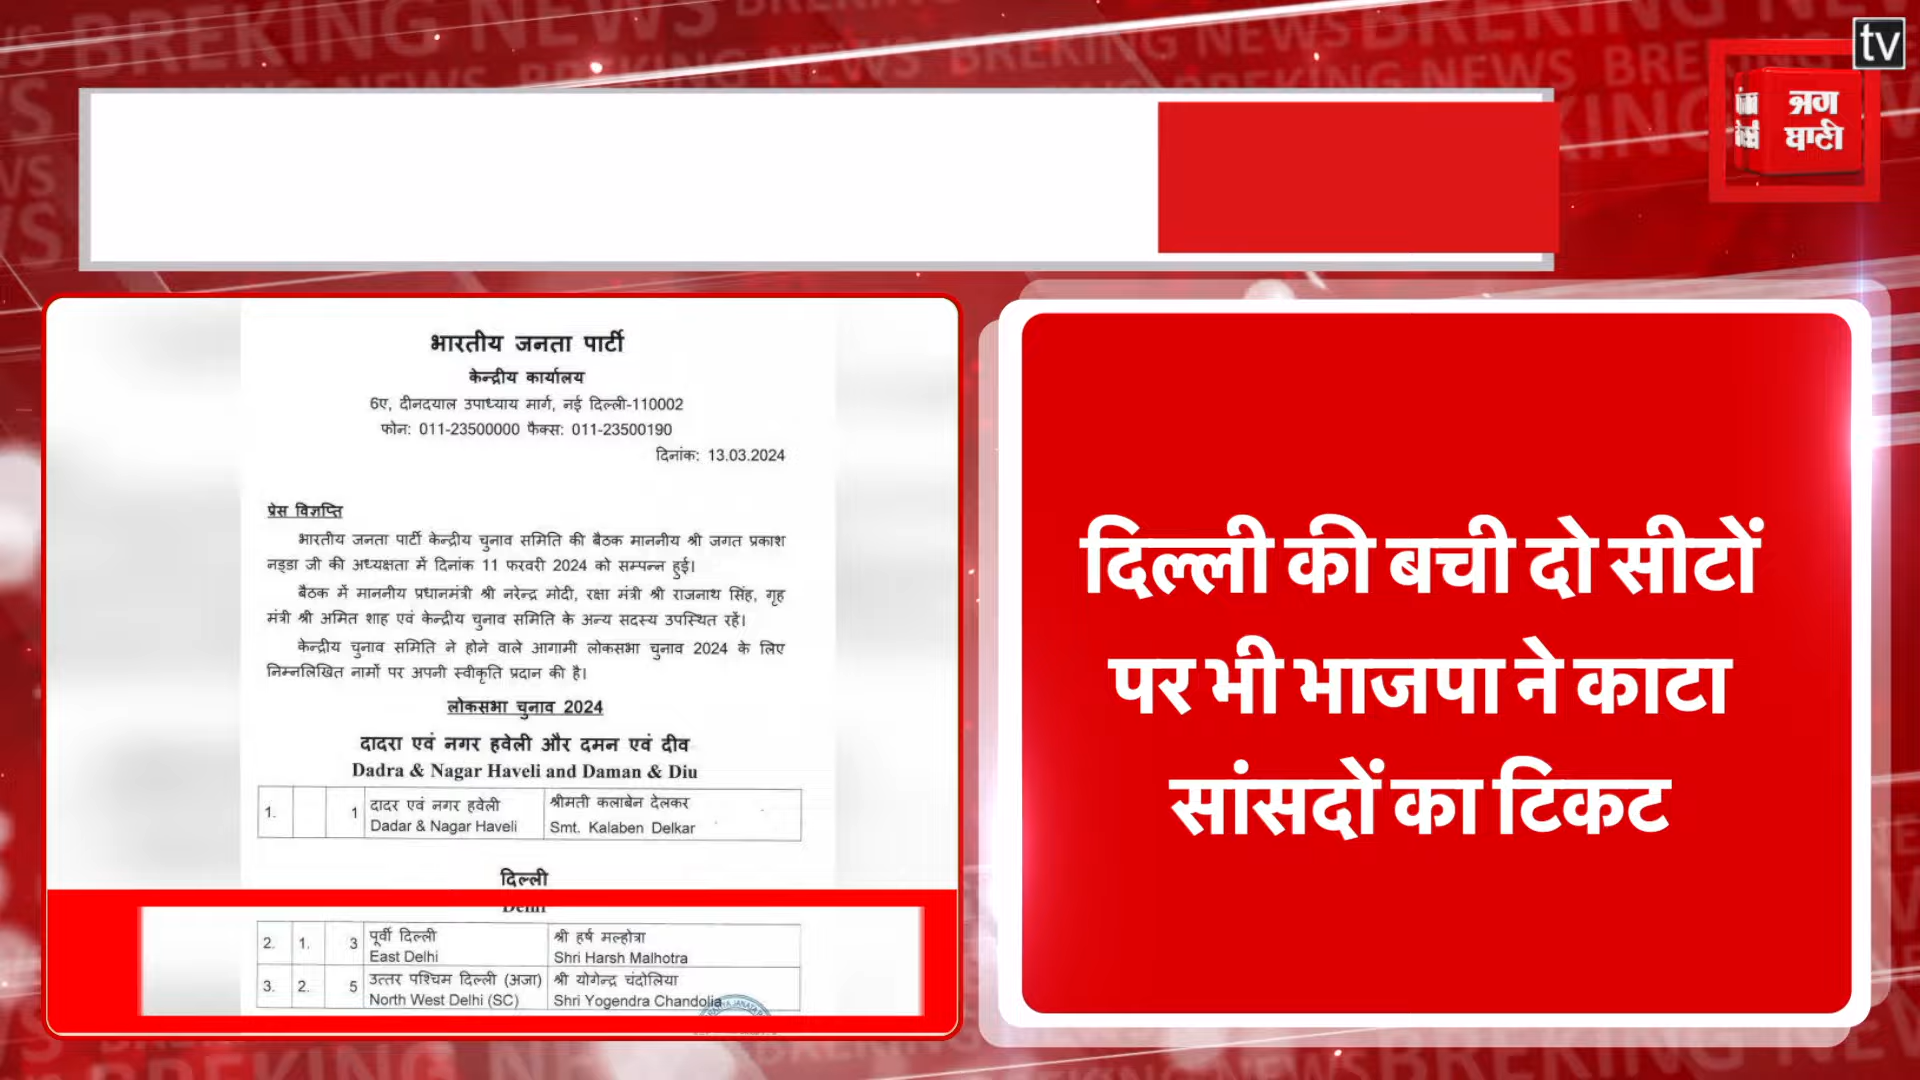 BREKING NEWS
tv
ਜਗ
ਬਾਣੀ
भारतीय जनता पार्टी
केन्द्रीय कार्यालय
6ए, दीनदयाल उपाध्याय मार्ग, नई दिल्ली-110002
फोन: 011-23500000 फैक्स: 011-23500190
दिनांक: 13.03.2024
प्रेस विज्ञप्ति
भारतीय जनता पार्टी केन्द्रीय चुनाव समिति की बैठक माननीय श्री जगत प्रकाश
नड्डा जी की अध्यक्षता में दिनांक 11 फरवरी 2024 को सम्पन्न हुई।
बैठक में माननीय प्रधानमंत्री श्री नरेन्द्र मोदी, रक्षा मंत्री श्री राजनाथ सिंह, गृह
मंत्री श्री अमित शाह एवं केन्द्रीय चुनाव समिति के अन्य सदस्य उपस्थित रहें।
केन्द्रीय चुनाव समिति ने होने वाले आगामी लोकसभा चुनाव 2024 के लिए
निम्नलिखित नामों पर अपनी स्वीकृति प्रदान की है।
लोकसभा चुनाव 2024
दादरा एवं नगर हवेली और दमन एवं दीव
Dadra & Nagar Haveli and Daman & Diu
1. 1 दादर एवं नगर हवेली श्रीमती कलाबेन देलकर
Dadar & Nagar Haveli Smt. Kalaben Delkar
दिल्ली
Delhi
2. 1. 3 पूर्वी दिल्ली श्री हर्ष मल्होत्रा
East Delhi Shri Harsh Malhotra
3. 2. 5 उत्तर पश्चिम दिल्ली (अजा) श्री योगेन्द्र चंदोलिया
North West Delhi (SC) Shri Yogendra Chandolia
दिल्ली की बची दो सीटों
पर भी भाजपा ने काटा
सांसदों का टिकट